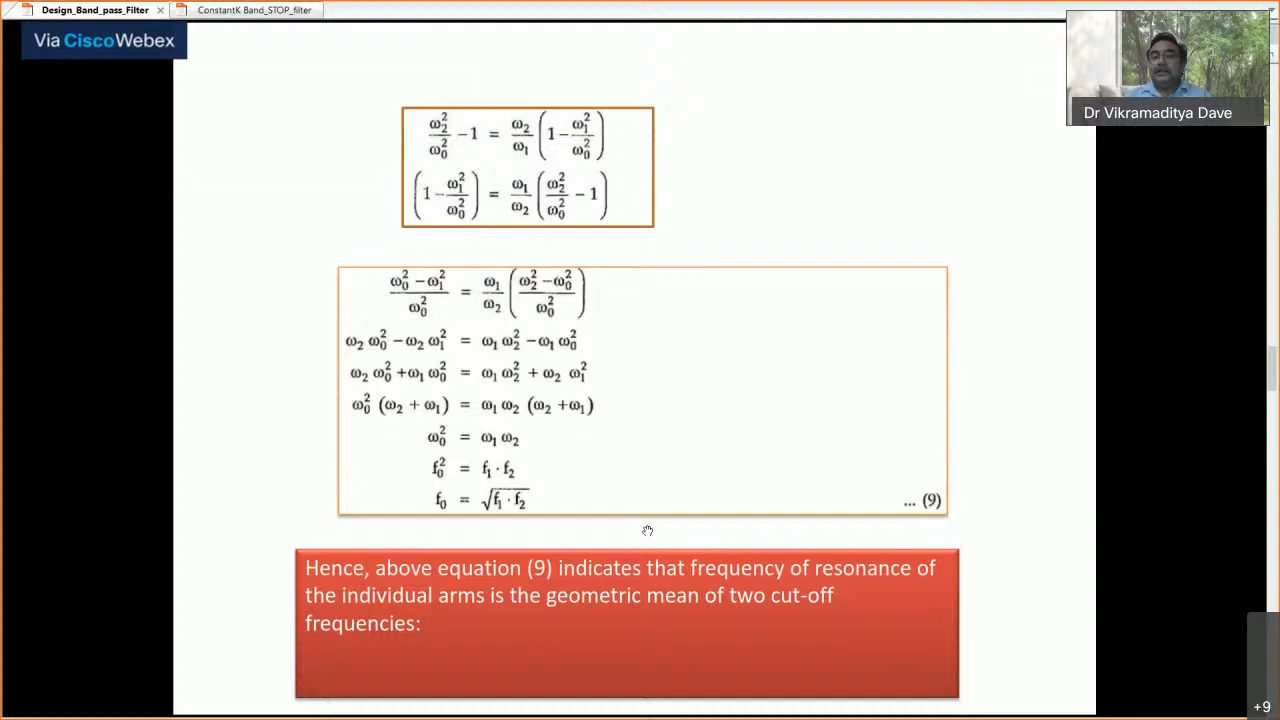 Design_Band_pass_Filter
ConstantK Band_STOP_filter
Via Cisco Webex
Dr Vikramaditya Dave
ω₂²/ω₀² − 1 = ω₂/ω₁ (1 − ω₁²/ω₀²)
(1 − ω₁²/ω₀²) = ω₁/ω₂ (ω₂²/ω₀² − 1)
(ω₀² − ω₁²)/ω₀² = ω₁/ω₂ ((ω₂² − ω₀²)/ω₀²)
ω₂ ω₀² − ω₂ ω₁² = ω₁ ω₂² − ω₁ ω₀²
ω₂ ω₀² + ω₁ ω₀² = ω₁ ω₂² + ω₂ ω₁²
ω₀² (ω₂ + ω₁) = ω₁ ω₂ (ω₂ + ω₁)
ω₀² = ω₁ ω₂
f₀² = f₁ · f₂
f₀ = √(f₁ · f₂) ... (9)
Hence, above equation (9) indicates that frequency of resonance of
the individual arms is the geometric mean of two cut-off
frequencies:
+9